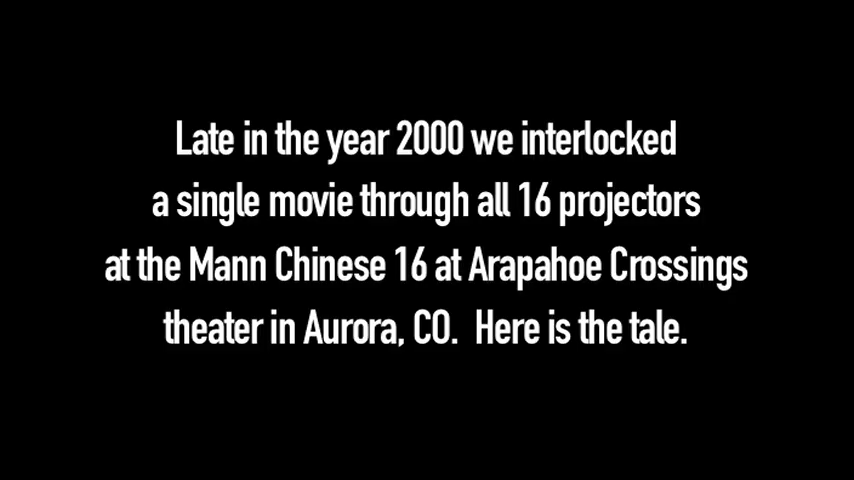 Late in the year 2000 we interlocked
a single movie through all 16 projectors
at the Mann Chinese 16 at Arapahoe Crossings
theater in Aurora, CO.  Here is the tale.